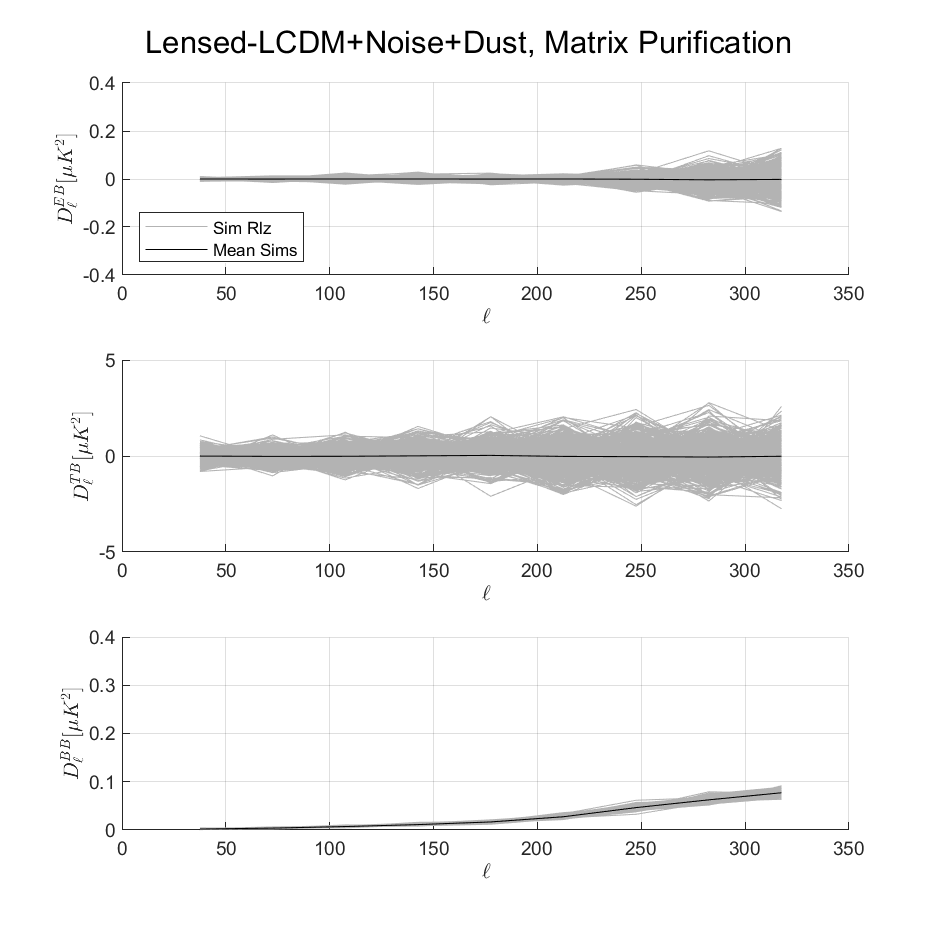 Lensed-LCDM+Noise+Dust, Matrix Purification
0.4
0.2
0
-0.2
-0.4
D_ℓ^{EB}[μK^2]
Sim Rlz
Mean Sims
0 50 100 150 200 250 300 350
ℓ
5
0
-5
D_ℓ^{TB}[μK^2]
0 50 100 150 200 250 300 350
ℓ
0.4
0.3
0.2
0.1
0
D_ℓ^{BB}[μK^2]
0 50 100 150 200 250 300 350
ℓ